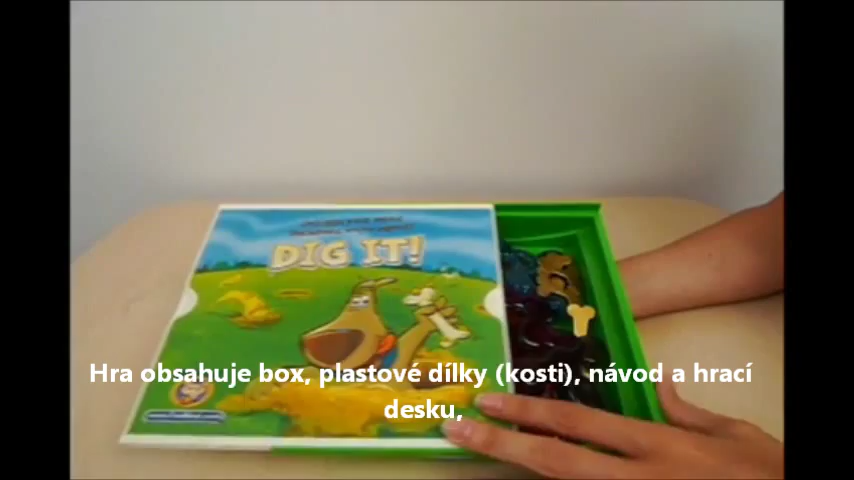 DIG IT!
Hra obsahuje box, plastové dílky (kosti), návod a hrací
desku,